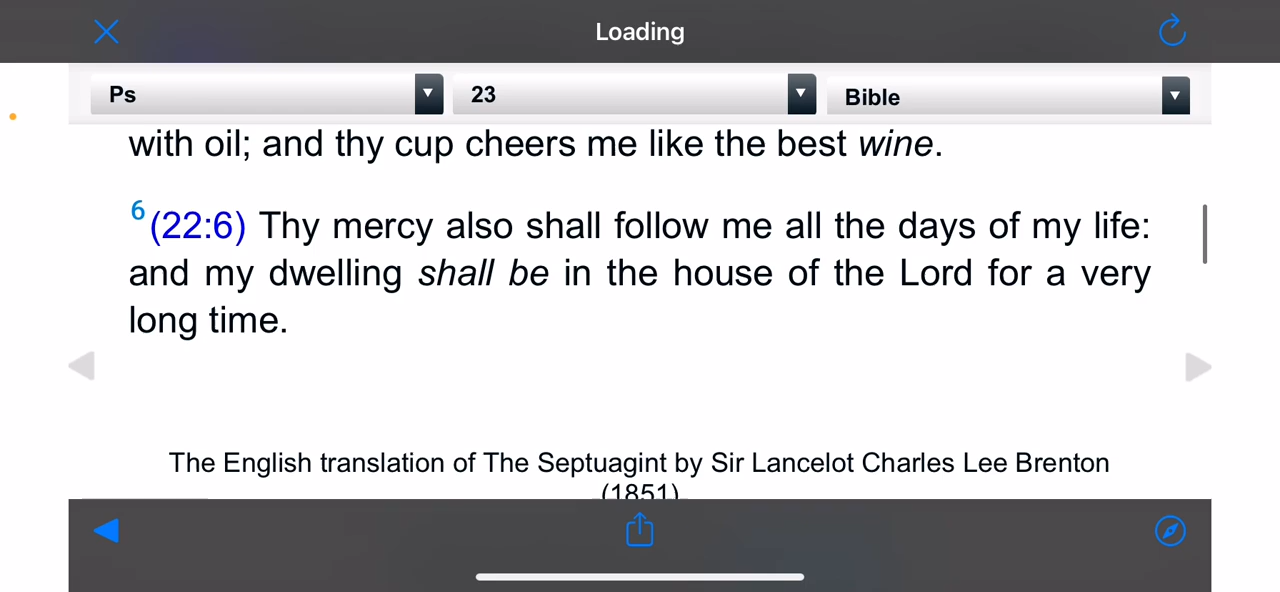 Loading
Ps 23 Bible
with oil; and thy cup cheers me like the best wine.
6 (22:6) Thy mercy also shall follow me all the days of my life:
and my dwelling shall be in the house of the Lord for a very
long time.
The English translation of The Septuagint by Sir Lancelot Charles Lee Brenton
(1851)